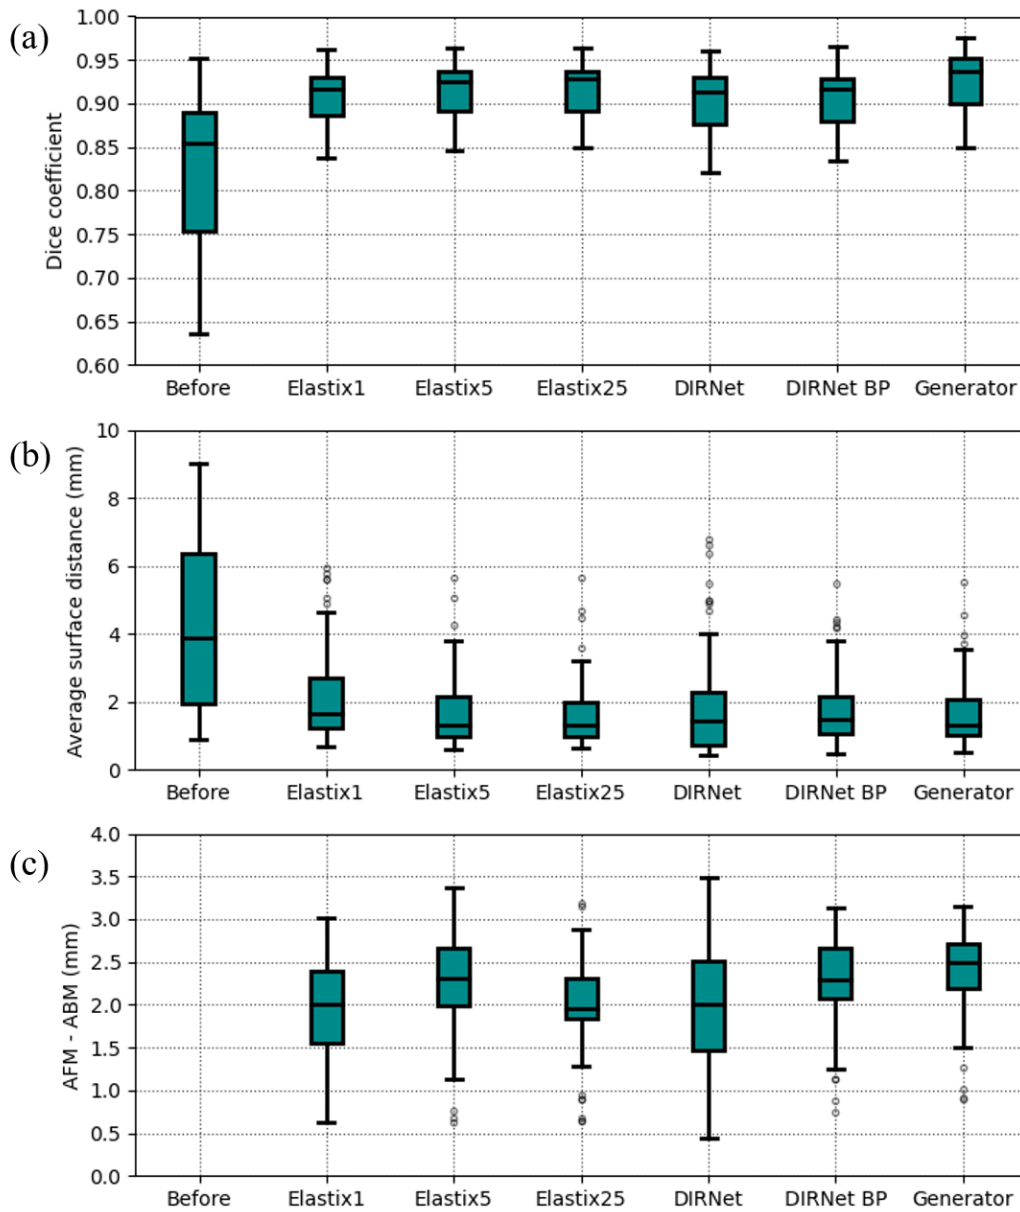 (a)
Dice coefficient
1.00
0.95
0.90
0.85
0.80
0.75
0.70
0.65
0.60
Before Elastix1 Elastix5 Elastix25 DIRNet DIRNet BP Generator
(b)
Average surface distance (mm)
10
8
6
4
2
0
Before Elastix1 Elastix5 Elastix25 DIRNet DIRNet BP Generator
(c)
AFM - ABM (mm)
4.0
3.5
3.0
2.5
2.0
1.5
1.0
0.5
0.0
Before Elastix1 Elastix5 Elastix25 DIRNet DIRNet BP Generator